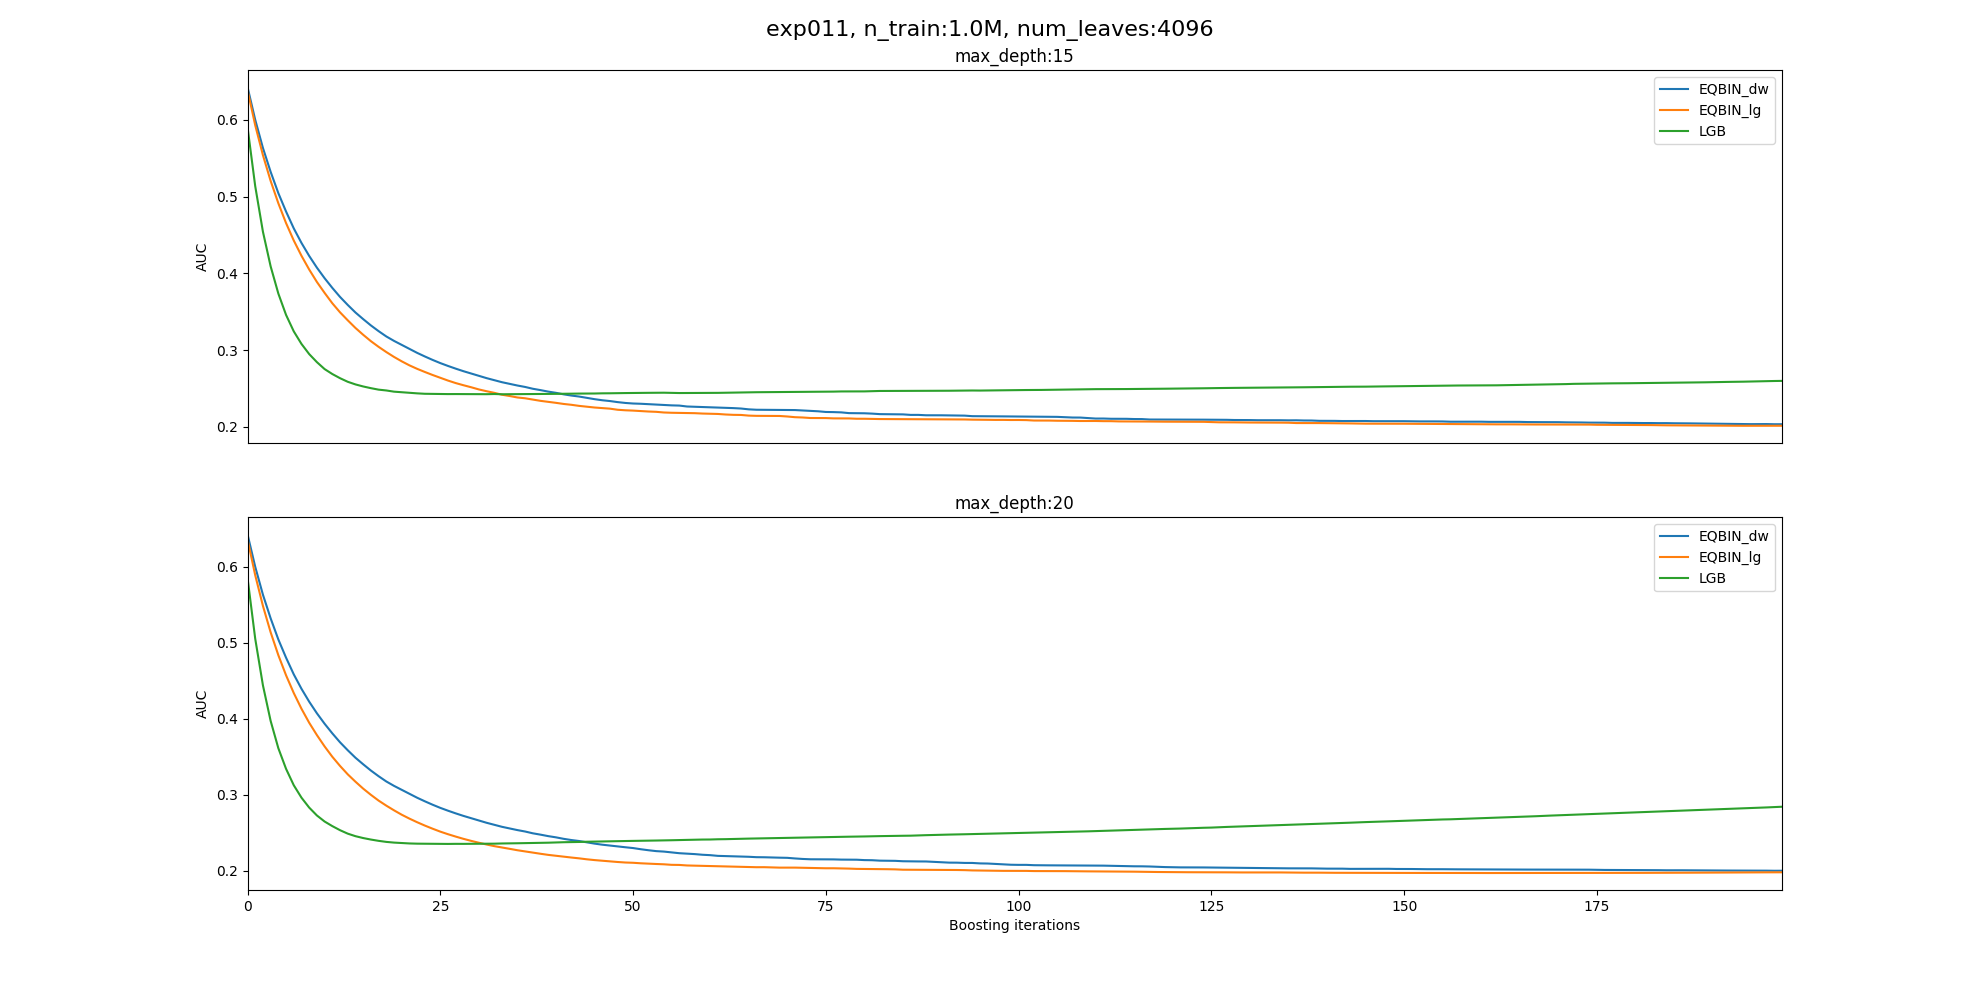 exp011, n_train:1.0M, num_leaves:4096
max_depth:15
EQBIN_dw
EQBIN_lg
LGB
AUC
0.6
0.5
0.4
0.3
0.2
max_depth:20
EQBIN_dw
EQBIN_lg
LGB
AUC
0.6
0.5
0.4
0.3
0.2
0 25 50 75 100 125 150 175
Boosting iterations